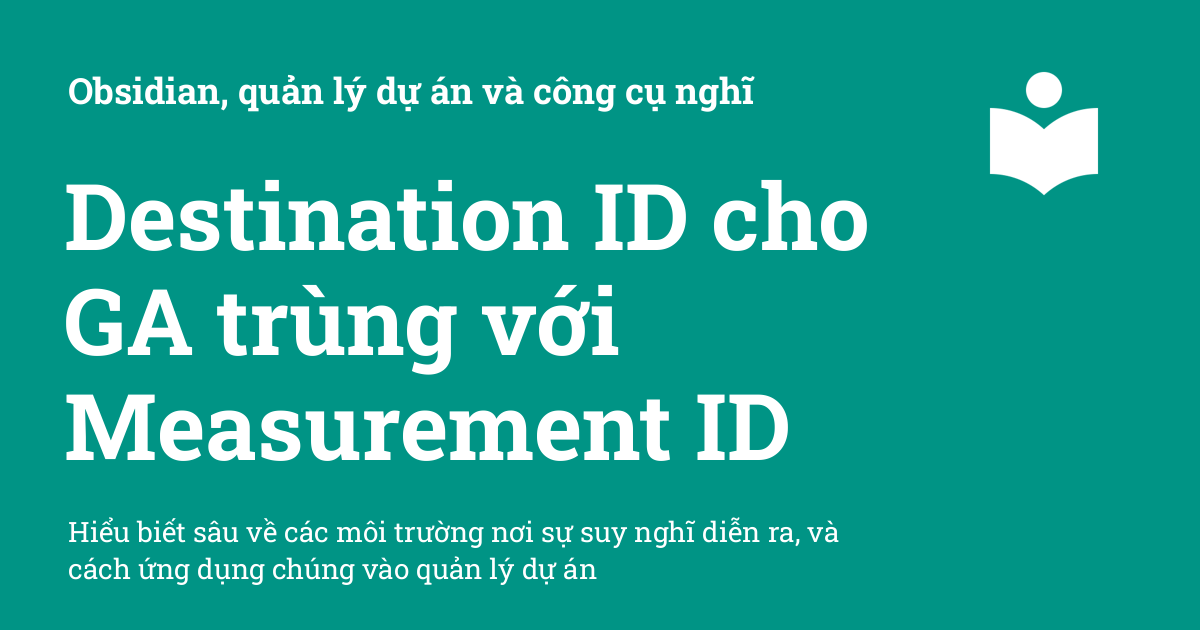 Obsidian, quản lý dự án và công cụ nghĩ
Destination ID cho
GA trùng với
Measurement ID
Hiểu biết sâu về các môi trường nơi sự suy nghĩ diễn ra, và
cách ứng dụng chúng vào quản lý dự án